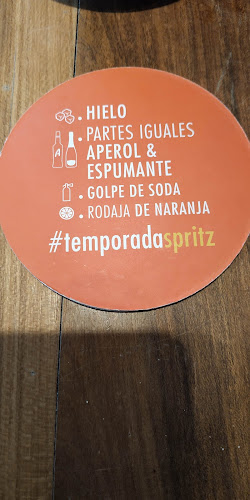 . HIELO
. PARTES IGUALES
APEROL &
ESPUMANTE
. GOLPE DE SODA
. RODAJA DE NARANJA
#temporadaspritz